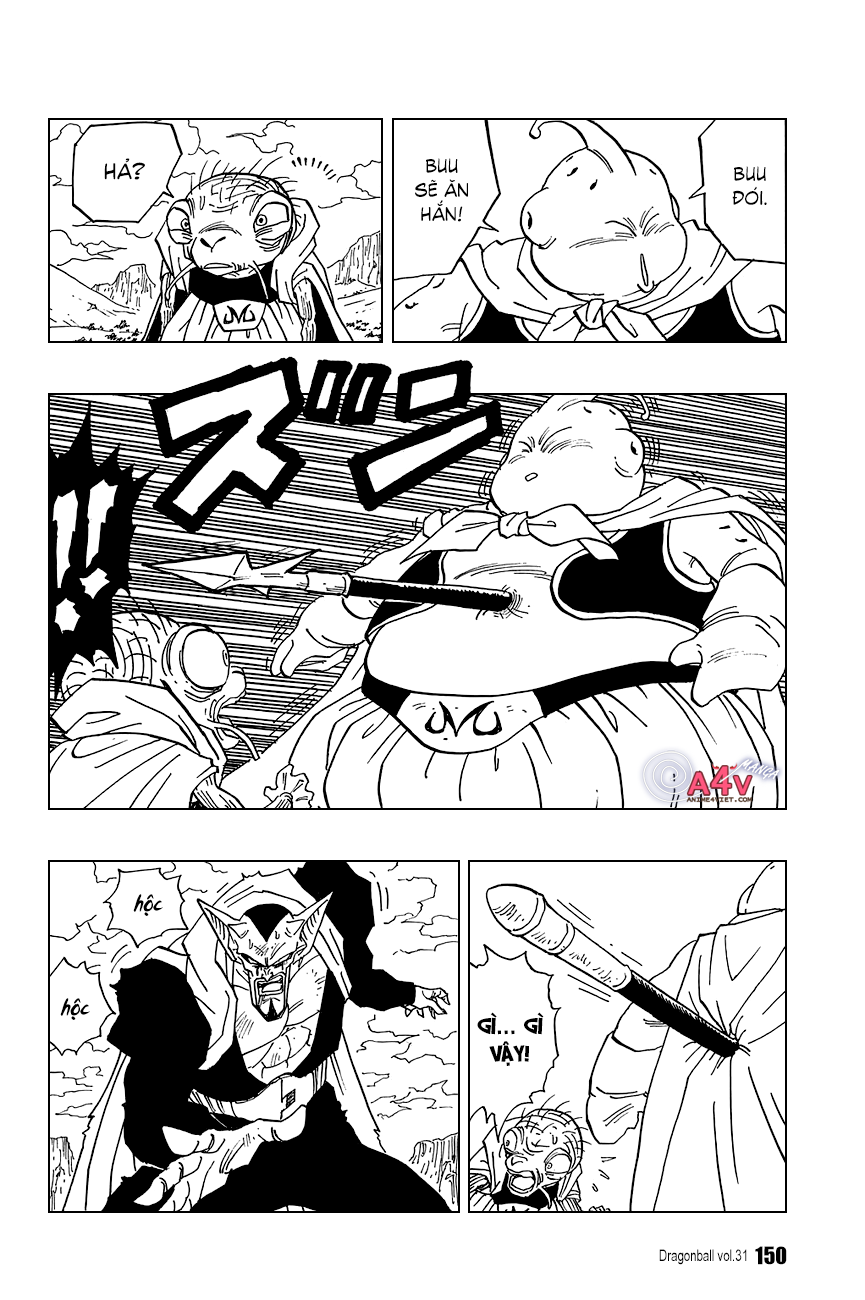 BUU
ĐÓI.
BUU
SẼ ĂN
HẮN!
HẢ?
ズン
!!
MANGA
A4V
ANIME4VIET.COM
GÌ... GÌ
VẬY!
hộc
hộc
Dragonball vol.31 150